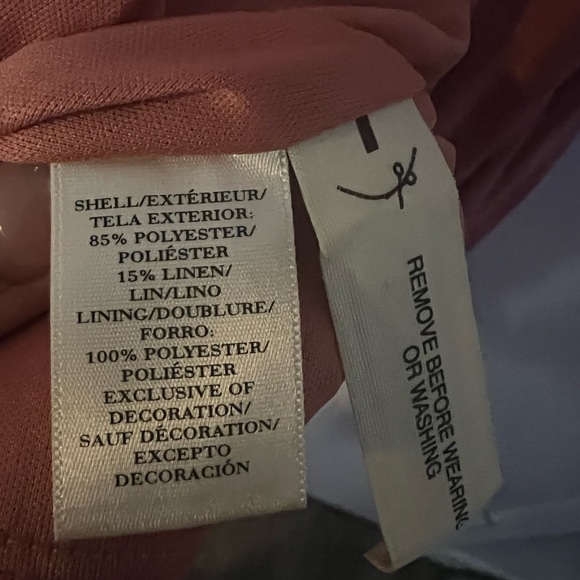 SHELL/EXTÉRIEUR/
TELA EXTERIOR:
85% POLYESTER/
POLIÉSTER
15% LINEN/
LIN/LINO
LINING/DOUBLURE/
FORRO:
100% POLYESTER/
POLIÉSTER
EXCLUSIVE OF
DECORATION/
SAUF DÉCORATION/
EXCEPTO
DECORACIÓN
REMOVE BEFORE WEARING
OR WASHING